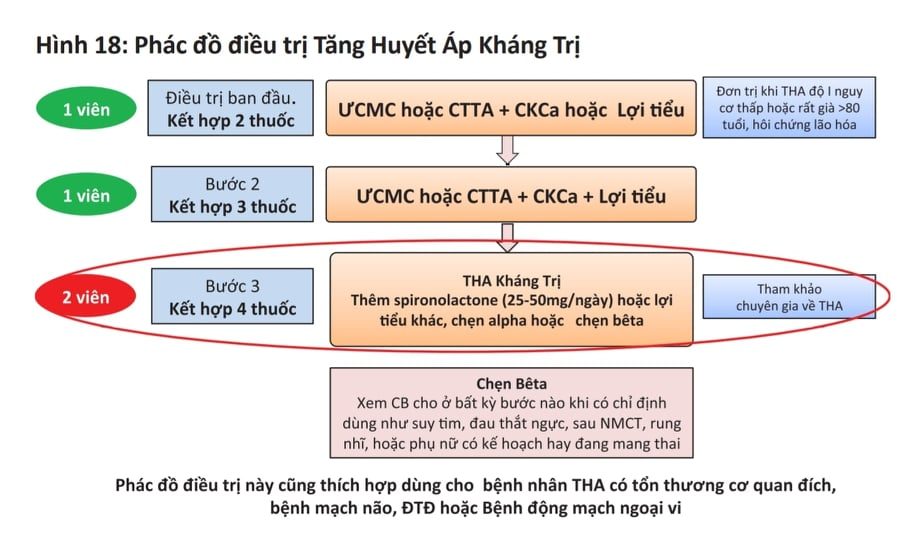 Hình 18: Phác đồ điều trị Tăng Huyết Áp Kháng Trị
1 viên
Điều trị ban đầu.
Kết hợp 2 thuốc
ƯCMC hoặc CTTA + CKCa hoặc Lợi tiểu
Đơn trị khi THA độ I nguy
cơ thấp hoặc rất già >80
tuổi, hôi chứng lão hóa
1 viên
Bước 2
Kết hợp 3 thuốc
ƯCMC hoặc CTTA + CKCa + Lợi tiểu
2 viên
Bước 3
Kết hợp 4 thuốc
THA Kháng Trị
Thêm spironolactone (25-50mg/ngày) hoặc lợi
tiểu khác, chẹn alpha hoặc chẹn bêta
Tham khảo
chuyên gia về THA
Chẹn Bêta
Xem CB cho ở bất kỳ bước nào khi có chỉ định
dùng như suy tim, đau thắt ngực, sau NMCT, rung
nhĩ, hoặc phụ nữ có kế hoạch hay đang mang thai
Phác đồ điều trị này cũng thích hợp dùng cho bệnh nhân THA có tổn thương cơ quan đích,
bệnh mạch não, ĐTĐ hoặc Bệnh động mạch ngoại vi